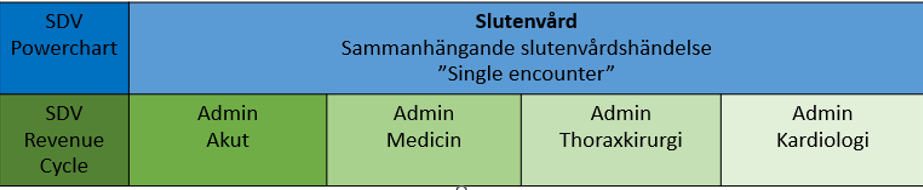 SDV
Powerchart
Slutenvård
Sammanhängande slutenvårdshändelse
”Single encounter”
SDV
Revenue
Cycle
Admin
Akut
Admin
Medicin
Admin
Thoraxkirurgi
Admin
Kardiologi